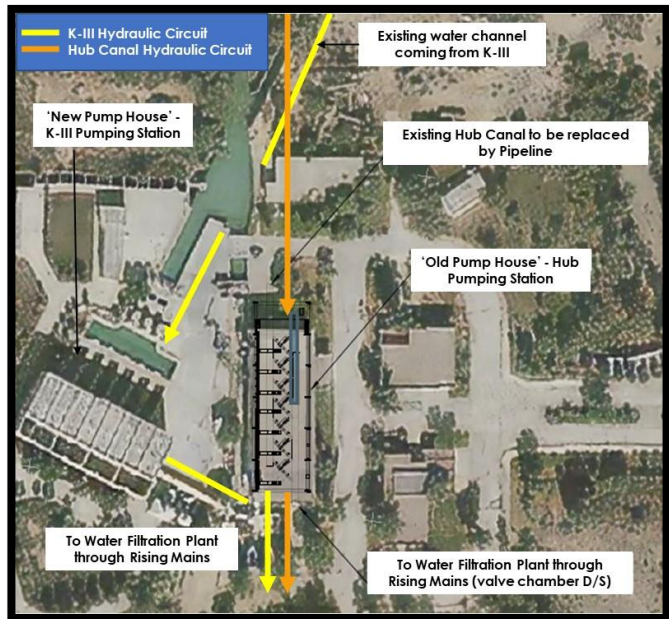 K-III Hydraulic Circuit
Hub Canal Hydraulic Circuit
Existing water channel
coming from K-III
‘New Pump House’ -
K-III Pumping Station
Existing Hub Canal to be replaced
by Pipeline
‘Old Pump House’ - Hub
Pumping Station
To Water Filtration Plant
through Rising Mains
To Water Filtration Plant through
Rising Mains (valve chamber D/S)